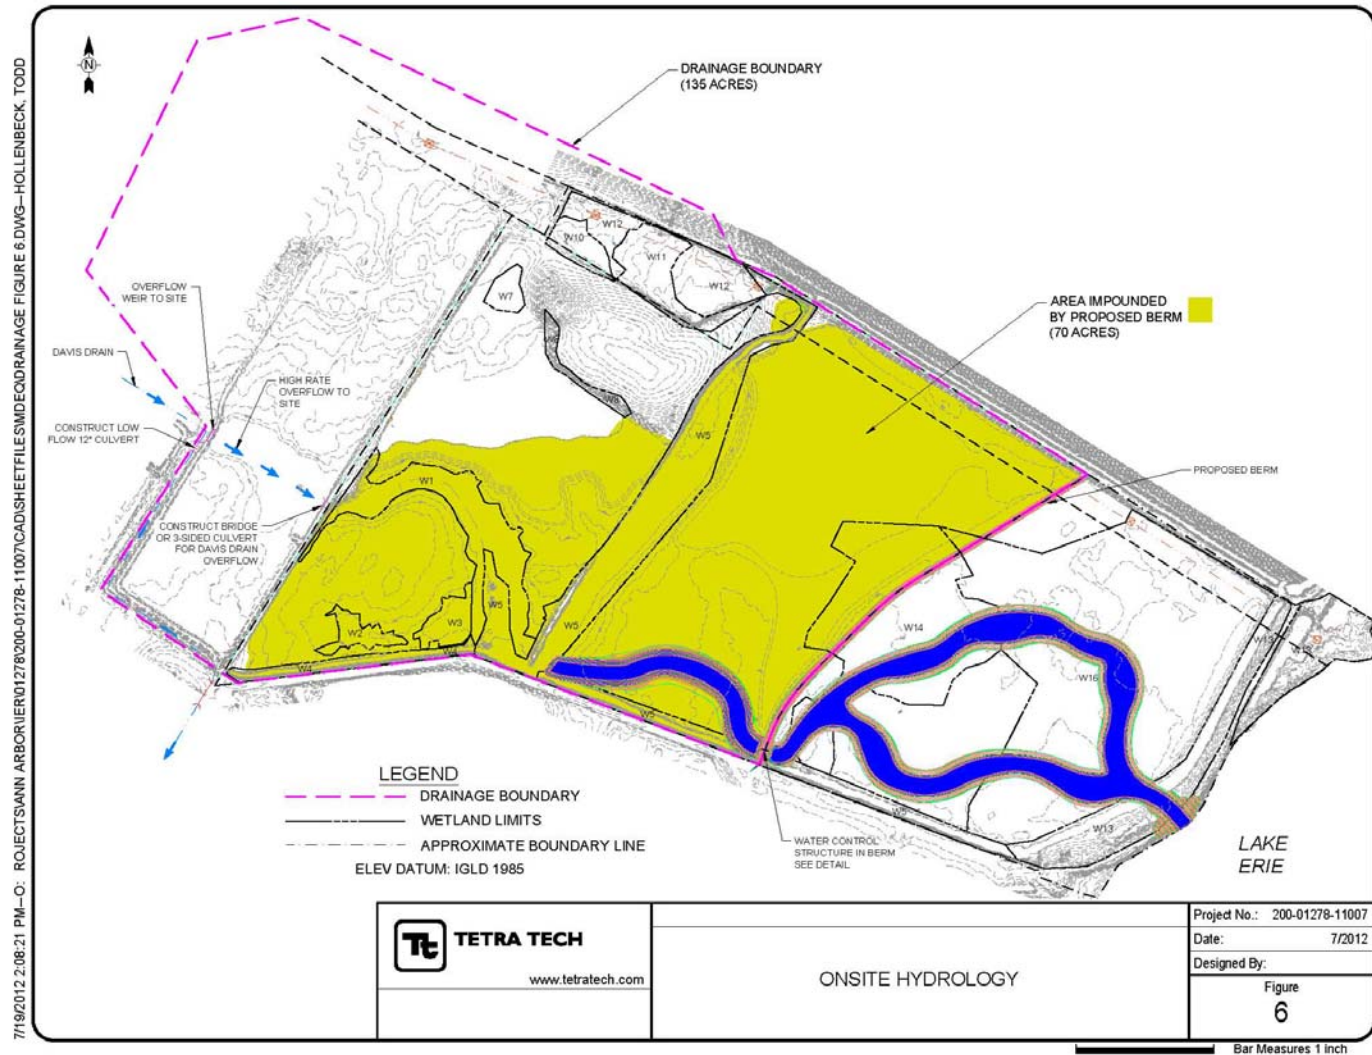 7/19/2012 2:08:21 PM—O: ROJECTS\ANN ARBOR\IER\01278\200-01278-11007\CAD\SHEETFILES\MDEQ\DRAINAGE FIGURE 6.DWG—HOLLENBECK, TODD
N
DRAINAGE BOUNDARY
(135 ACRES)
W12
W10
W11
W12
W7
OVERFLOW
WEIR TO SITE
AREA IMPOUNDED
BY PROPOSED BERM
(70 ACRES)
DAVIS DRAIN
HIGH RATE
OVERFLOW TO
SITE
W8
CONSTRUCT LOW
FLOW 12" CULVERT
W5
PROPOSED BERM
W1
CONSTRUCT BRIDGE
OR 3-SIDED CULVERT
FOR DAVIS DRAIN
OVERFLOW
W5
W2
W3
W5
W14
W13
W4
W16
W5
LEGEND
DRAINAGE BOUNDARY
WETLAND LIMITS
APPROXIMATE BOUNDARY LINE
ELEV DATUM: IGLD 1985
W5
W13
WATER CONTROL
STRUCTURE IN BERM
SEE DETAIL
LAKE
ERIE
Tt TETRA TECH
www.tetratech.com
ONSITE HYDROLOGY
Project No.: 200-01278-11007
Date: 7/2012
Designed By:
Figure
6
Bar Measures 1 inch